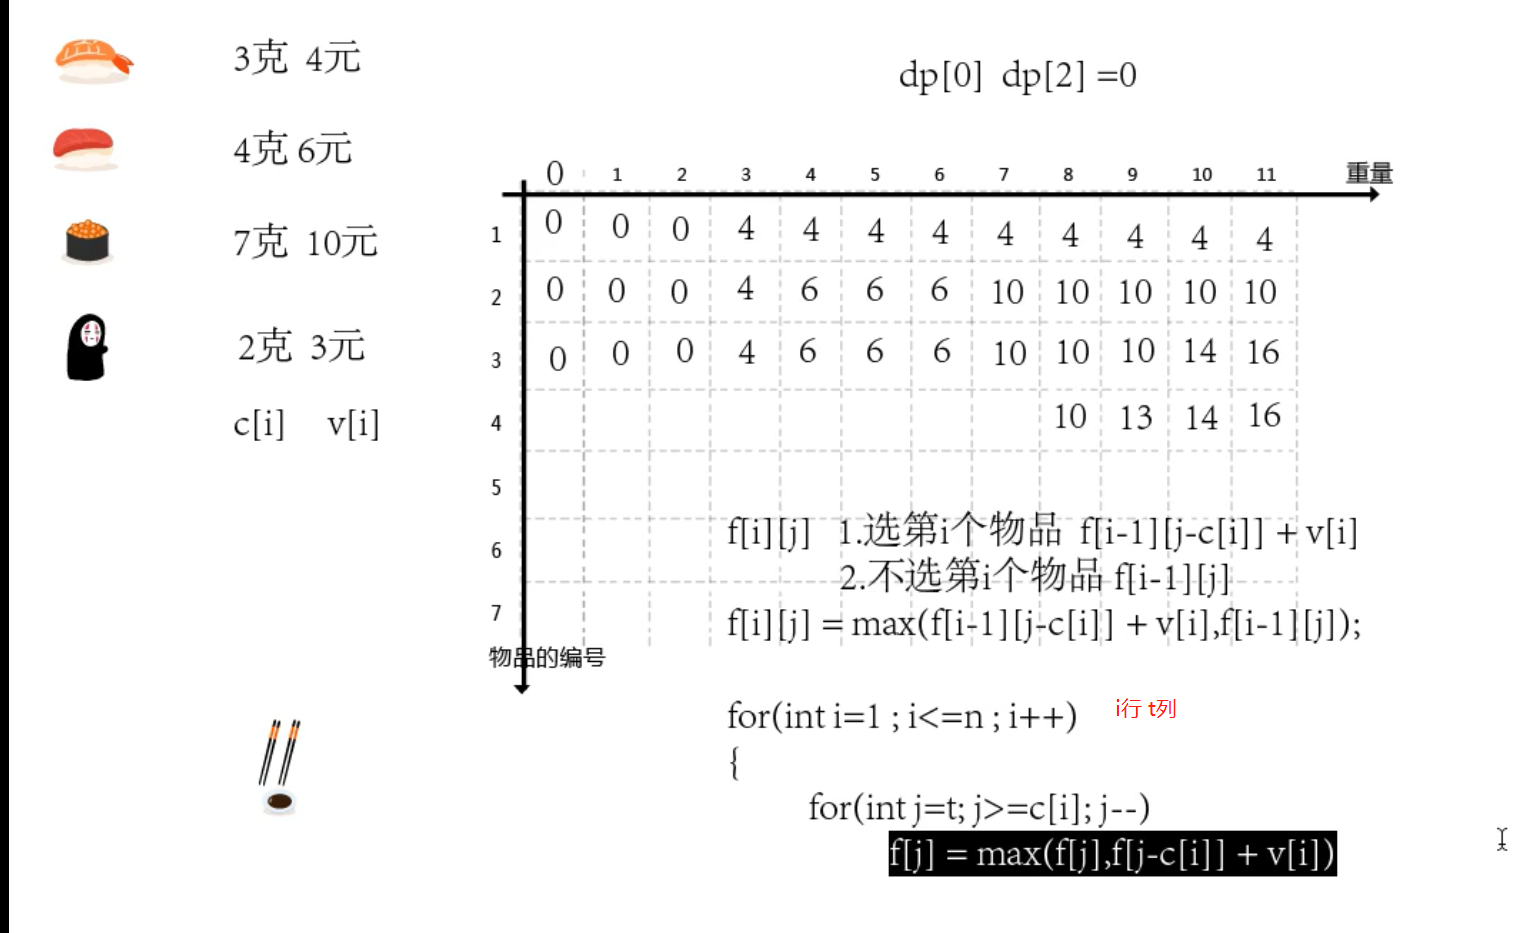 3克 4元
dp[0] dp[2] =0
4克 6元
0 1 2 3 4 5 6 7 8 9 10 11 重量
1 0 0 0 4 4 4 4 4 4 4 4 4
7克 10元
2 0 0 0 4 6 6 6 10 10 10 10 10
2克 3元
3 0 0 0 4 6 6 6 10 10 10 14 16
c[i] v[i]
4 10 13 14 16
5
f[i][j] 1.选第i个物品 f[i-1][j-c[i]] + v[i]
6
2.不选第i个物品 f[i-1][j]
7
f[i][j] = max(f[i-1][j-c[i]] + v[i],f[i-1][j]);
物品的编号
for(int i=1 ; i<=n ; i++) i行 t列
{
for(int j=t; j>=c[i]; j--)
f[j] = max(f[j],f[j-c[i]] + v[i])